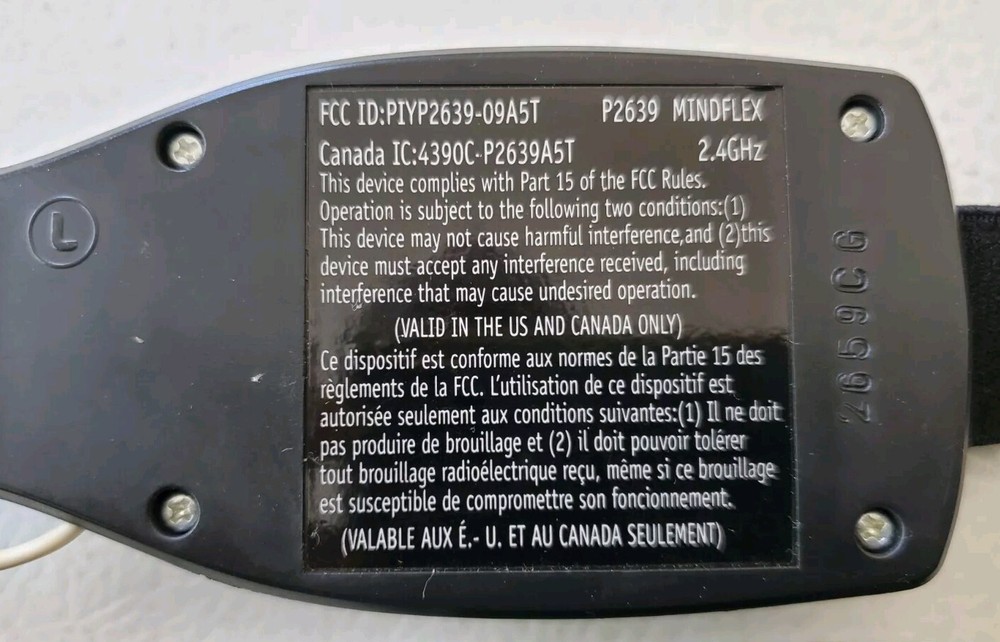 FCC ID:PIYP2639-09A5T P2639 MINDFLEX
Canada IC:4390C-P2639A5T 2.4GHz
This device complies with Part 15 of the FCC Rules.
Operation is subject to the following two conditions:(1)
This device may not cause harmful interference,and (2)this
device must accept any interference received, including
interference that may cause undesired operation.
(VALID IN THE US AND CANADA ONLY)
Ce dispositif est conforme aux normes de la Partie 15 des
règlements de la FCC. L'utilisation de ce dispositif est
autorisée seulement aux conditions suivantes:(1) Il ne doit
pas produire de brouillage et (2) il doit pouvoir tolérer
tout brouillage radioélectrique reçu, même si ce brouillage
est susceptible de compromettre son fonctionnement.
(VALABLE AUX É.- U. ET AU CANADA SEULEMENT)
L
2659CG